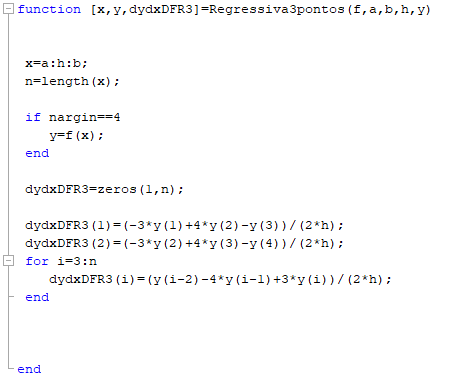 function [x,y,dydxDFR3]=Regressiva3pontos(f,a,b,h,y)
x=a:h:b;
n=length(x);
if nargin==4
y=f(x);
end
dydxDFR3=zeros(1,n);
dydxDFR3(1)=(-3*y(1)+4*y(2)-y(3))/(2*h);
dydxDFR3(2)=(-3*y(2)+4*y(3)-y(4))/(2*h);
for i=3:n
dydxDFR3(i)=(y(i-2)-4*y(i-1)+3*y(i))/(2*h);
end
end